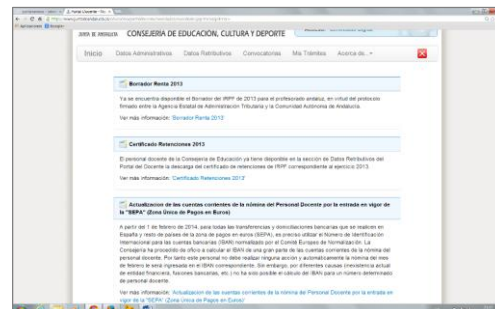 JUNTA DE ANDALUCIA CONSEJERÍA DE EDUCACIÓN, CULTURA Y DEPORTE
Inicio Datos Administrativos Datos Retributivos Convocatorias Mis Trámites Acerca de...
Borrador Renta 2013
Ya se encuentra disponible el Borrador del IRPF de 2013 para el profesorado andaluz, en virtud del protocolo
firmado entre la Agencia Estatal de Administración Tributaria y la Comunidad Autónoma de Andalucía.
Ver más información: 'Borrador Renta 2013'
Certificado Retenciones 2013
El personal docente de la Consejería de Educación ya tiene disponible en la sección de Datos Retributivos del
Portal del Docente la descarga del certificado de retenciones de IRPF correspondiente al ejercicio 2013.
Ver más información: 'Certificado Retenciones 2013'
Actualizacion de las cuentas corrientes de la nómina del Personal Docente por la entrada en vigor de
la "SEPA" (Zona Única de Pagos en Euros)
A partir del 1 de febrero de 2014, para todas las transferencias y domiciliaciones bancarias que se realicen en
España y resto de países de la zona de pagos en euros (SEPA), es preciso utilizar el Número de Identificación
Internacional para las cuentas bancarias (IBAN) normalizado por el Comité Europeo de Normalización. La
Consejería ha procedido de oficio a calcular el IBAN de una gran parte de las cuentas corrientes de la nómina del
personal docente. Por tanto este personal no debe realizar ninguna acción y automáticamente la nómina del mes
de febrero le será ingresada en el IBAN correspondiente. Sin embargo, por diferentes causas (inexistencia actual
de entidad financiera, fusiones bancarias, etc.) no ha sido posible el cálculo del IBAN para un número determinado
de personal docente.
Ver más información: 'Actualizacion de las cuentas corrientes de la nómina del Personal Docente por la entrada en
vigor de la "SEPA" (Zona Única de Pagos en Euros)'